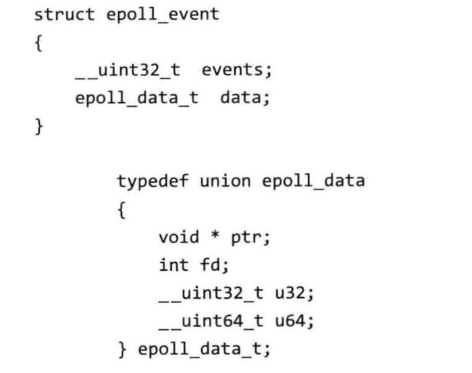 struct epoll_event
{
    __uint32_t  events;
    epoll_data_t  data;
}
typedef union epoll_data
{
    void * ptr;
    int fd;
    __uint32_t u32;
    __uint64_t u64;
} epoll_data_t;